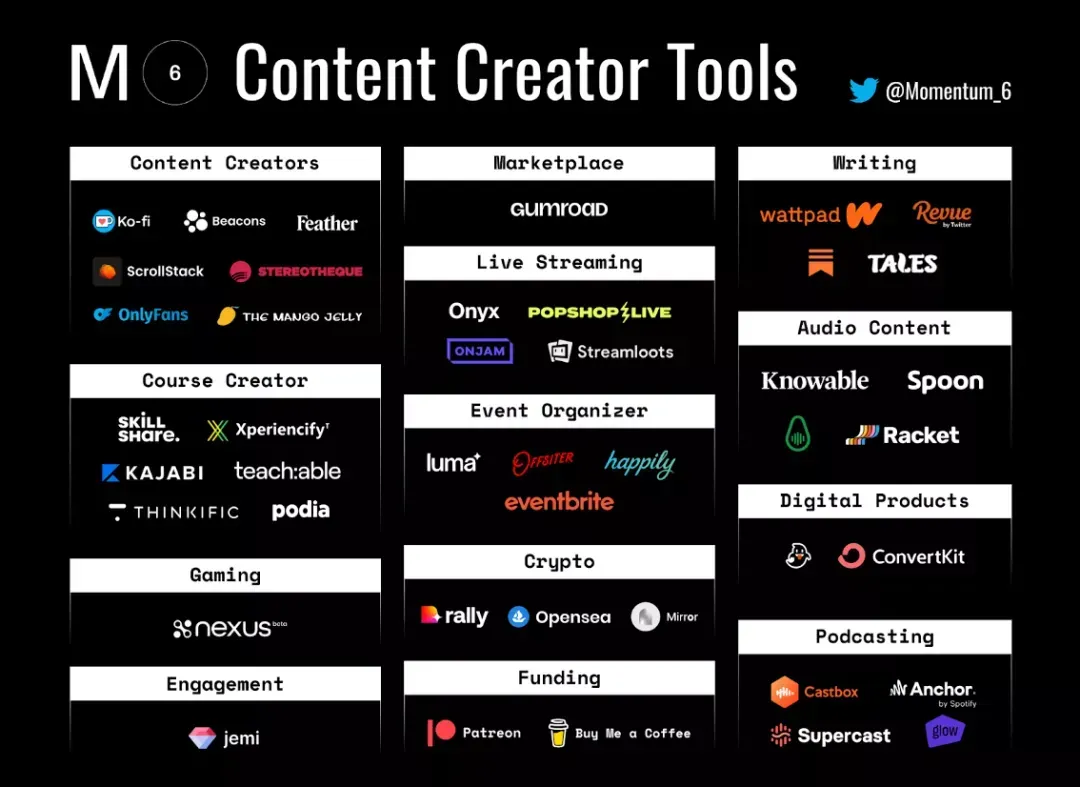 M 6 Content Creator Tools @Momentum_6
Content Creators
Ko-fi Beacons Feather
ScrollStack STEREOTHEQUE
OnlyFans THE MANGO JELLY
Course Creator
SKILL SHARE. Xperiencify
KAJABI teach:able
THINKIFIC podia
Gaming
nexus beta
Engagement
jemi
Marketplace
GUMROAD
Live Streaming
Onyx POPSHOP LIVE
ONJAM Streamloots
Event Organizer
luma OFFSITER happily
eventbrite
Crypto
rally Opensea Mirror
Funding
Patreon Buy Me a Coffee
Writing
wattpad Revue
by Twitter
TALES
Audio Content
Knowable Spoon
Racket
Digital Products
ConvertKit
Podcasting
Castbox Anchor
by Spotify
Supercast glow